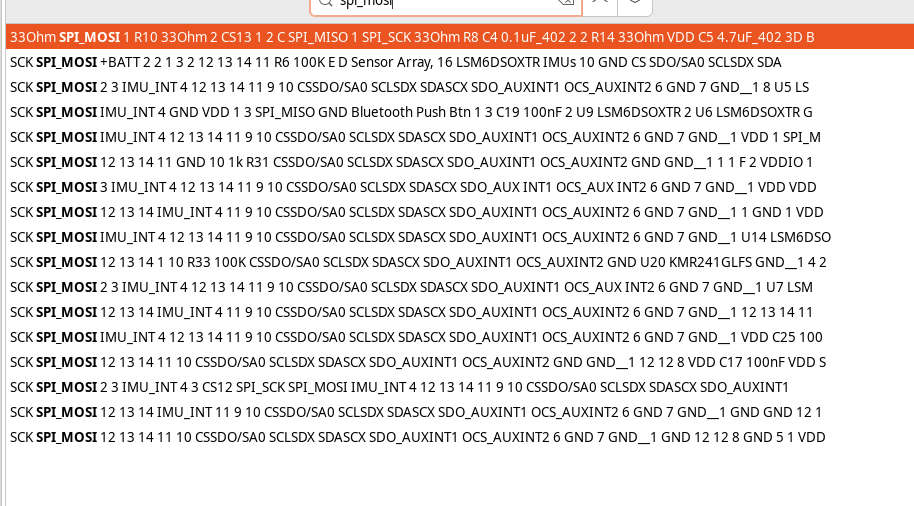 spi_mosi
33Ohm SPI_MOSI 1 R10 33Ohm 2 CS13 1 2 C SPI_MISO 1 SPI_SCK 33Ohm R8 C4 0.1uF_402 2 2 R14 33Ohm VDD C5 4.7uF_402 3D B
SCK SPI_MOSI +BATT 2 2 1 3 2 12 13 14 11 R6 100K E D Sensor Array, 16 LSM6DSOXTR IMUs 10 GND CS SDO/SA0 SCLSDX SDA
SCK SPI_MOSI 2 3 IMU_INT 4 12 13 14 11 9 10 CSSDO/SA0 SCLSDX SDASCX SDO_AUXINT1 OCS_AUXINT2 6 GND 7 GND__1 8 U5 LS
SCK SPI_MOSI IMU_INT 4 GND VDD 1 3 SPI_MISO GND Bluetooth Push Btn 1 3 C19 100nF 2 U9 LSM6DSOXTR 2 U6 LSM6DSOXTR G
SCK SPI_MOSI IMU_INT 4 12 13 14 11 9 10 CSSDO/SA0 SCLSDX SDASCX SDO_AUXINT1 OCS_AUXINT2 6 GND 7 GND__1 VDD 1 SPI_M
SCK SPI_MOSI 12 13 14 11 GND 10 1k R31 CSSDO/SA0 SCLSDX SDASCX SDO_AUXINT1 OCS_AUXINT2 GND GND__1 1 1 F 2 VDDIO 1
SCK SPI_MOSI 3 IMU_INT 4 12 13 14 11 9 10 CSSDO/SA0 SCLSDX SDASCX SDO_AUX INT1 OCS_AUX INT2 6 GND 7 GND__1 VDD VDD
SCK SPI_MOSI 12 13 14 IMU_INT 4 11 9 10 CSSDO/SA0 SCLSDX SDASCX SDO_AUXINT1 OCS_AUXINT2 6 GND 7 GND__1 1 GND 1 VDD
SCK SPI_MOSI IMU_INT 4 12 13 14 11 9 10 CSSDO/SA0 SCLSDX SDASCX SDO_AUXINT1 OCS_AUXINT2 6 GND 7 GND__1 U14 LSM6DSO
SCK SPI_MOSI 12 13 14 1 10 R33 100K CSSDO/SA0 SCLSDX SDASCX SDO_AUXINT1 OCS_AUXINT2 GND U20 KMR241GLFS GND__1 4 2
SCK SPI_MOSI 2 3 IMU_INT 4 12 13 14 11 9 10 CSSDO/SA0 SCLSDX SDASCX SDO_AUXINT1 OCS_AUX INT2 6 GND 7 GND__1 U7 LSM
SCK SPI_MOSI 12 13 14 IMU_INT 4 11 9 10 CSSDO/SA0 SCLSDX SDASCX SDO_AUXINT1 OCS_AUXINT2 6 GND 7 GND__1 12 13 14 11
SCK SPI_MOSI IMU_INT 4 12 13 14 11 9 10 CSSDO/SA0 SCLSDX SDASCX SDO_AUXINT1 OCS_AUXINT2 6 GND 7 GND__1 VDD C25 100
SCK SPI_MOSI 12 13 14 11 10 CSSDO/SA0 SCLSDX SDASCX SDO_AUXINT1 OCS_AUXINT2 GND GND__1 12 12 8 VDD C17 100nF VDD S
SCK SPI_MOSI 2 3 IMU_INT 4 3 CS12 SPI_SCK SPI_MOSI IMU_INT 4 12 13 14 11 9 10 CSSDO/SA0 SCLSDX SDASCX SDO_AUXINT1
SCK SPI_MOSI 12 13 14 IMU_INT 11 9 10 CSSDO/SA0 SCLSDX SDASCX SDO_AUXINT1 OCS_AUXINT2 6 GND 7 GND__1 GND GND 12 1
SCK SPI_MOSI 12 13 14 11 10 CSSDO/SA0 SCLSDX SDASCX SDO_AUXINT1 OCS_AUXINT2 6 GND 7 GND__1 GND 12 12 8 GND 5 1 VDD